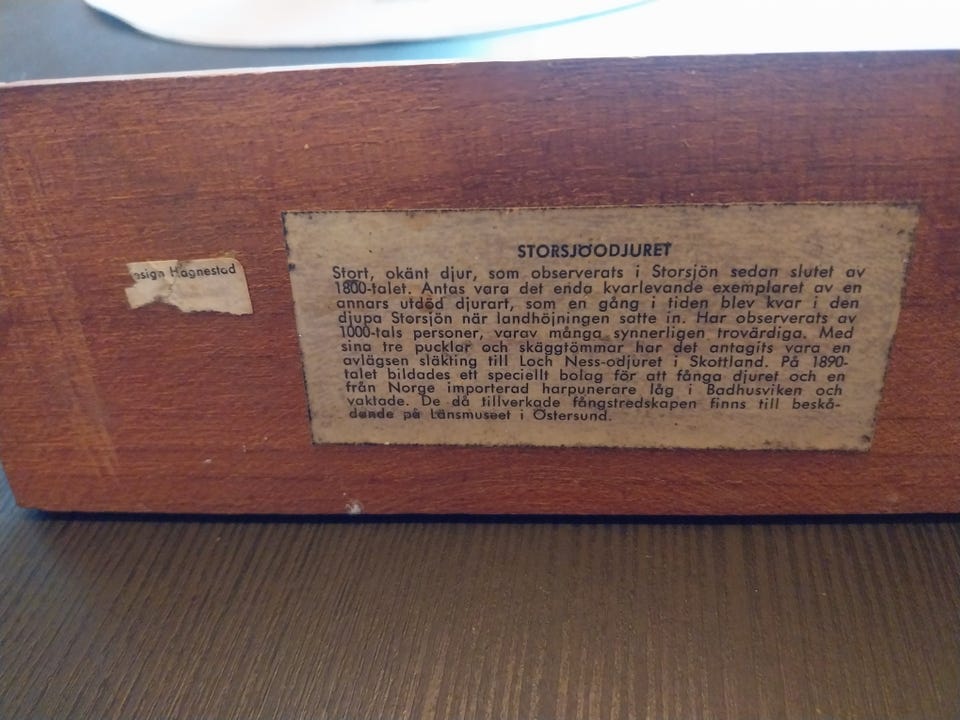 esign Hagnestad
STORSJÖODJURET
Stort, okänt djur, som observerats i Storsjön sedan slutet av
1800-talet. Antas vara det enda kvarlevande exemplaret av en
annars utdöd djurart, som en gång i tiden blev kvar i den
djupa Storsjön när landhöjningen satte in. Har observerats av
1000-tals personer, varav många synnerligen trovärdiga. Med
sina tre pucklar och skäggtömmar har det antagits vara en
avlägsen släkting till Loch Ness-odjuret i Skottland. På 1890-
talet bildades ett speciellt bolag för att fånga djuret och en
från Norge importerad harpunerare låg i Badhusviken och
vaktade. De då tillverkade fångstredskapen finns till beskå-
dande på Länsmuseet i Östersund.